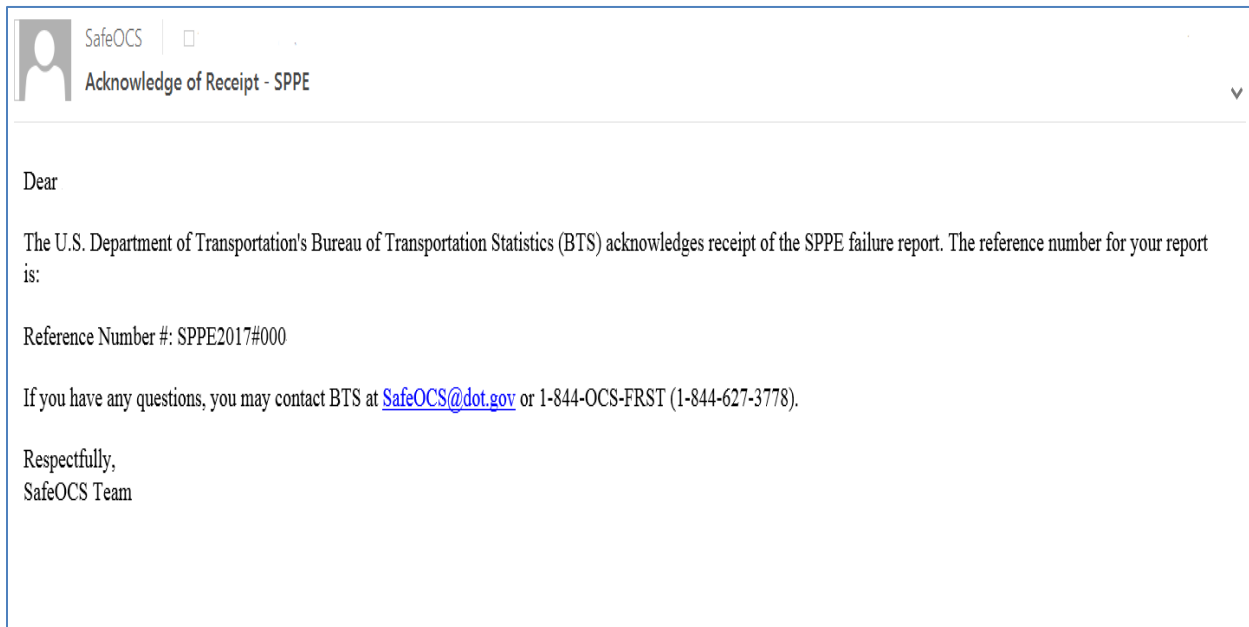 SafeOCS
Acknowledge of Receipt - SPPE
Dear
The U.S. Department of Transportation's Bureau of Transportation Statistics (BTS) acknowledges receipt of the SPPE failure report. The reference number for your report
is:
Reference Number #: SPPE2017#000
If you have any questions, you may contact BTS at SafeOCS@dot.gov or 1-844-OCS-FRST (1-844-627-3778).
Respectfully,
SafeOCS Team